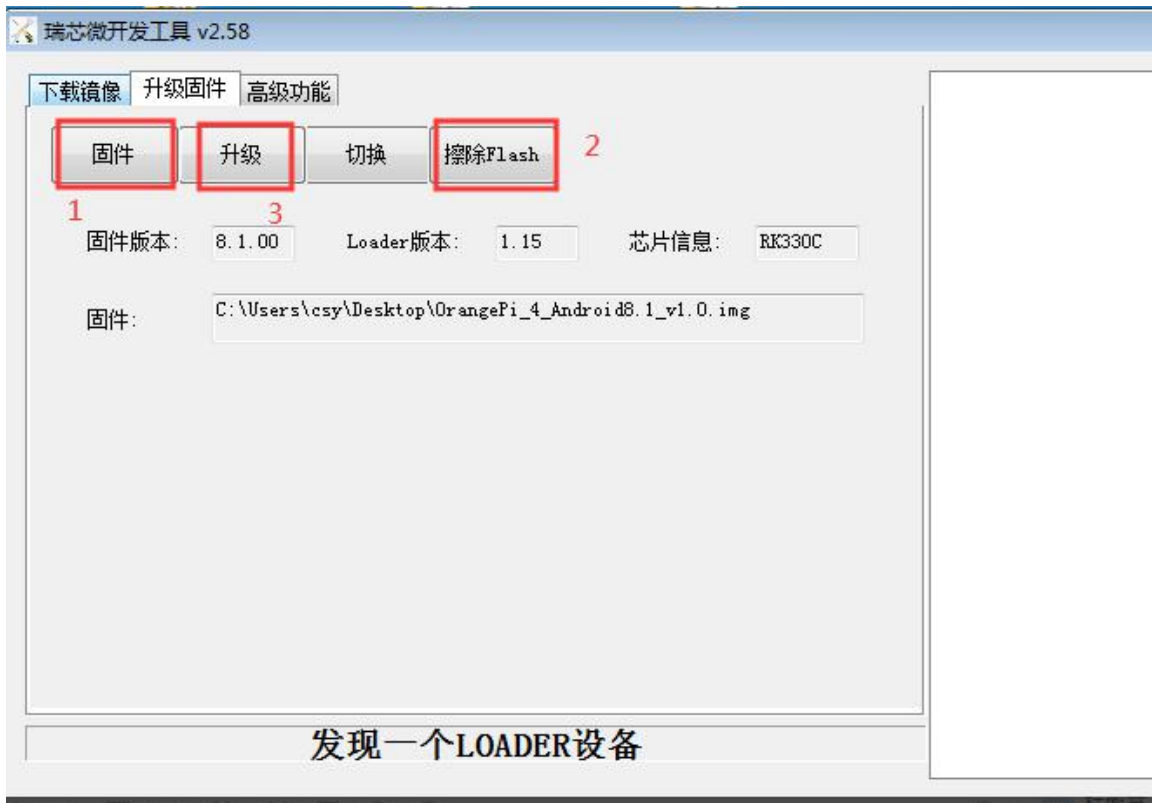 瑞芯微开发工具 v2.58
下载镜像 升级固件 高级功能
固件 升级 切换 擦除Flash 2
1 3
固件版本: 8.1.00 Loader版本: 1.15 芯片信息: RK330C
固件: C:\Users\csy\Desktop\OrangePi_4_Android8.1_v1.0.img
发现一个LOADER设备